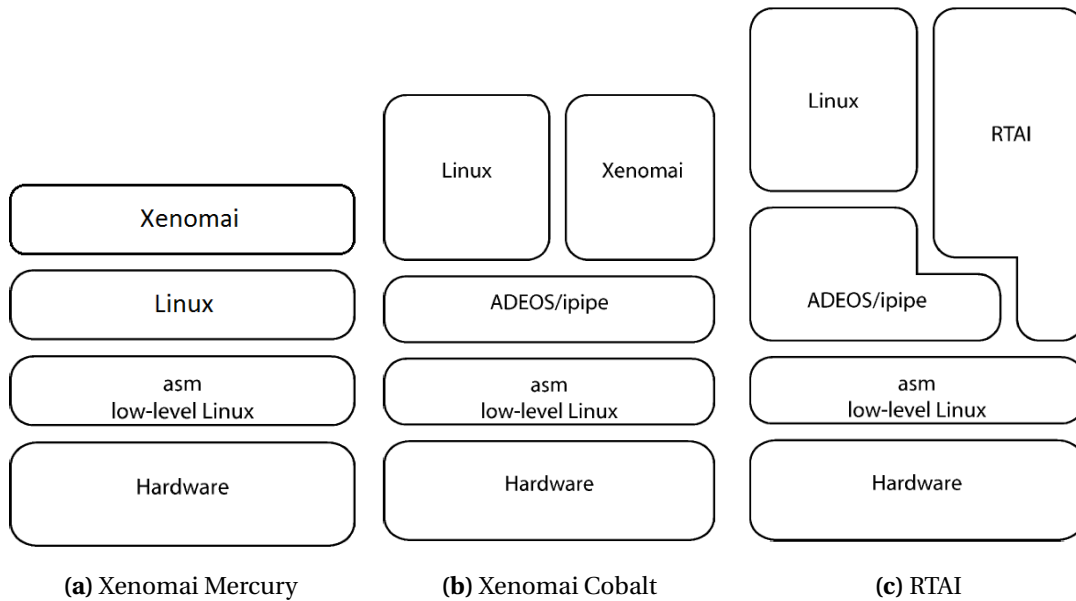 Xenomai
Linux
asm
low-level Linux
Hardware
(a) Xenomai Mercury
Linux
Xenomai
ADEOS/ipipe
asm
low-level Linux
Hardware
(b) Xenomai Cobalt
Linux
RTAI
ADEOS/ipipe
asm
low-level Linux
Hardware
(c) RTAI